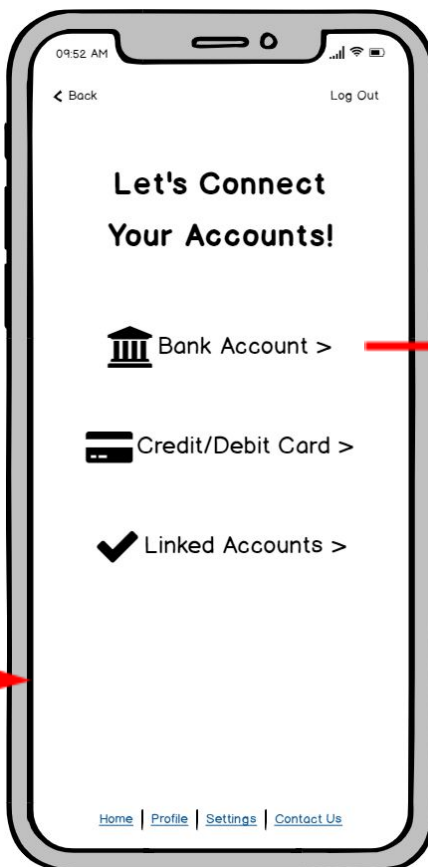 09:52 AM
Back
Log Out
Let's Connect
Your Accounts!
Bank Account >
Credit/Debit Card >
Linked Accounts >
Home | Profile | Settings | Contact Us